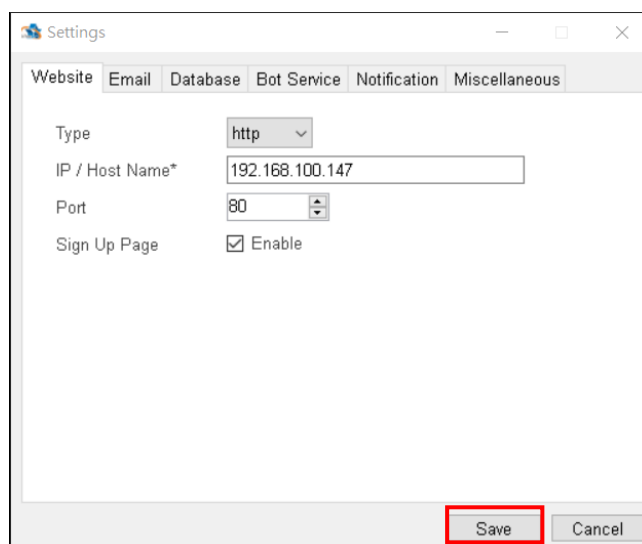 Settings
Website Email Database Bot Service Notification Miscellaneous
Type http
IP / Host Name* 192.168.100.147
Port 80
Sign Up Page Enable
Save Cancel